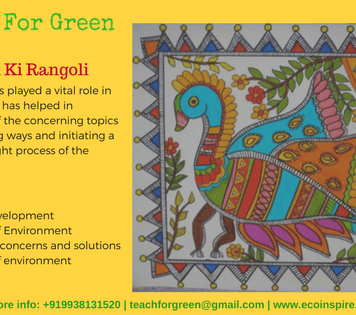 For Green
Ki Rangoli
s played a vital role in
has helped in
f the concerning topics
g ways and initiating a
ght process of the
velopment
f Environment
concerns and solutions
f environment
ore info: +919938131520 | teachforgreen@gmail.com | www.ecoinspire.